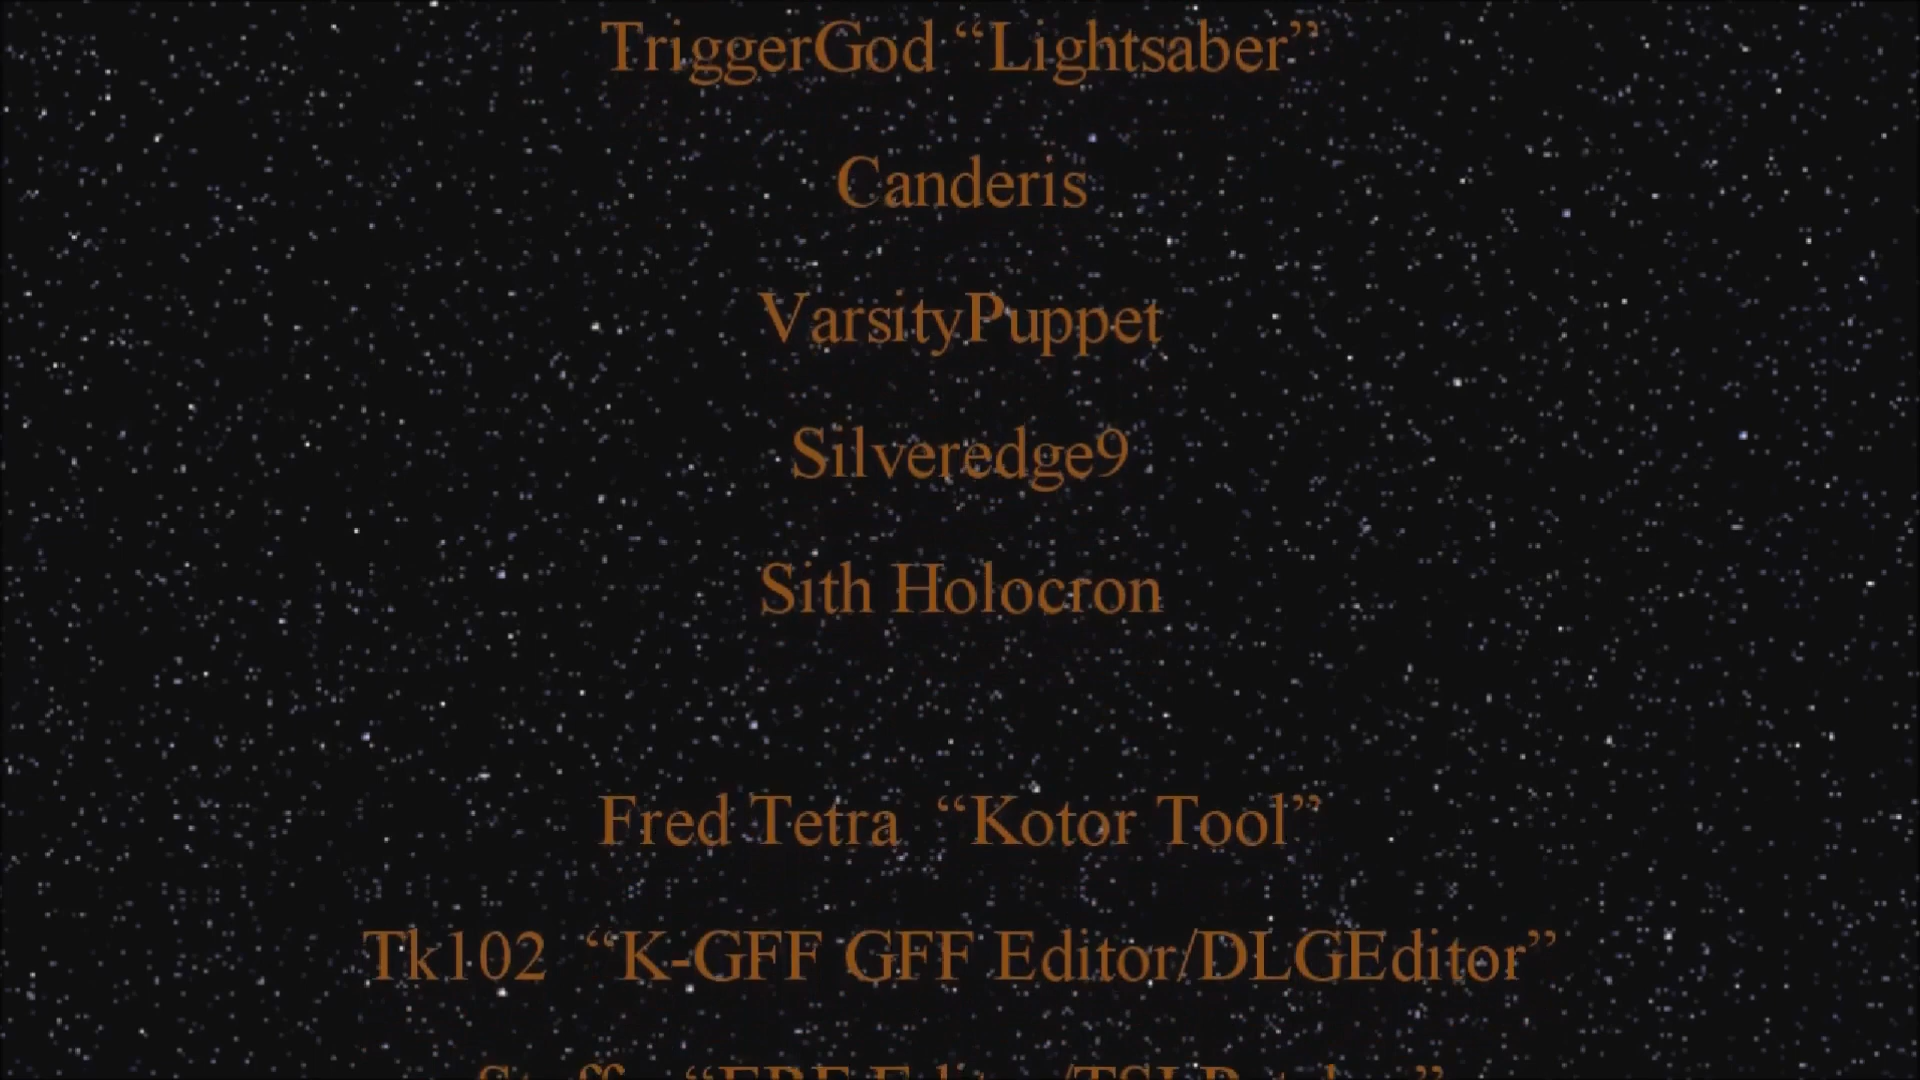 TriggerGod “Lightsaber”
Canderis
VarsityPuppet
Silveredge9
Sith Holocron
Fred Tetra “Kotor Tool”
Tk102 “K-GFF GFF Editor/DLGEditor”